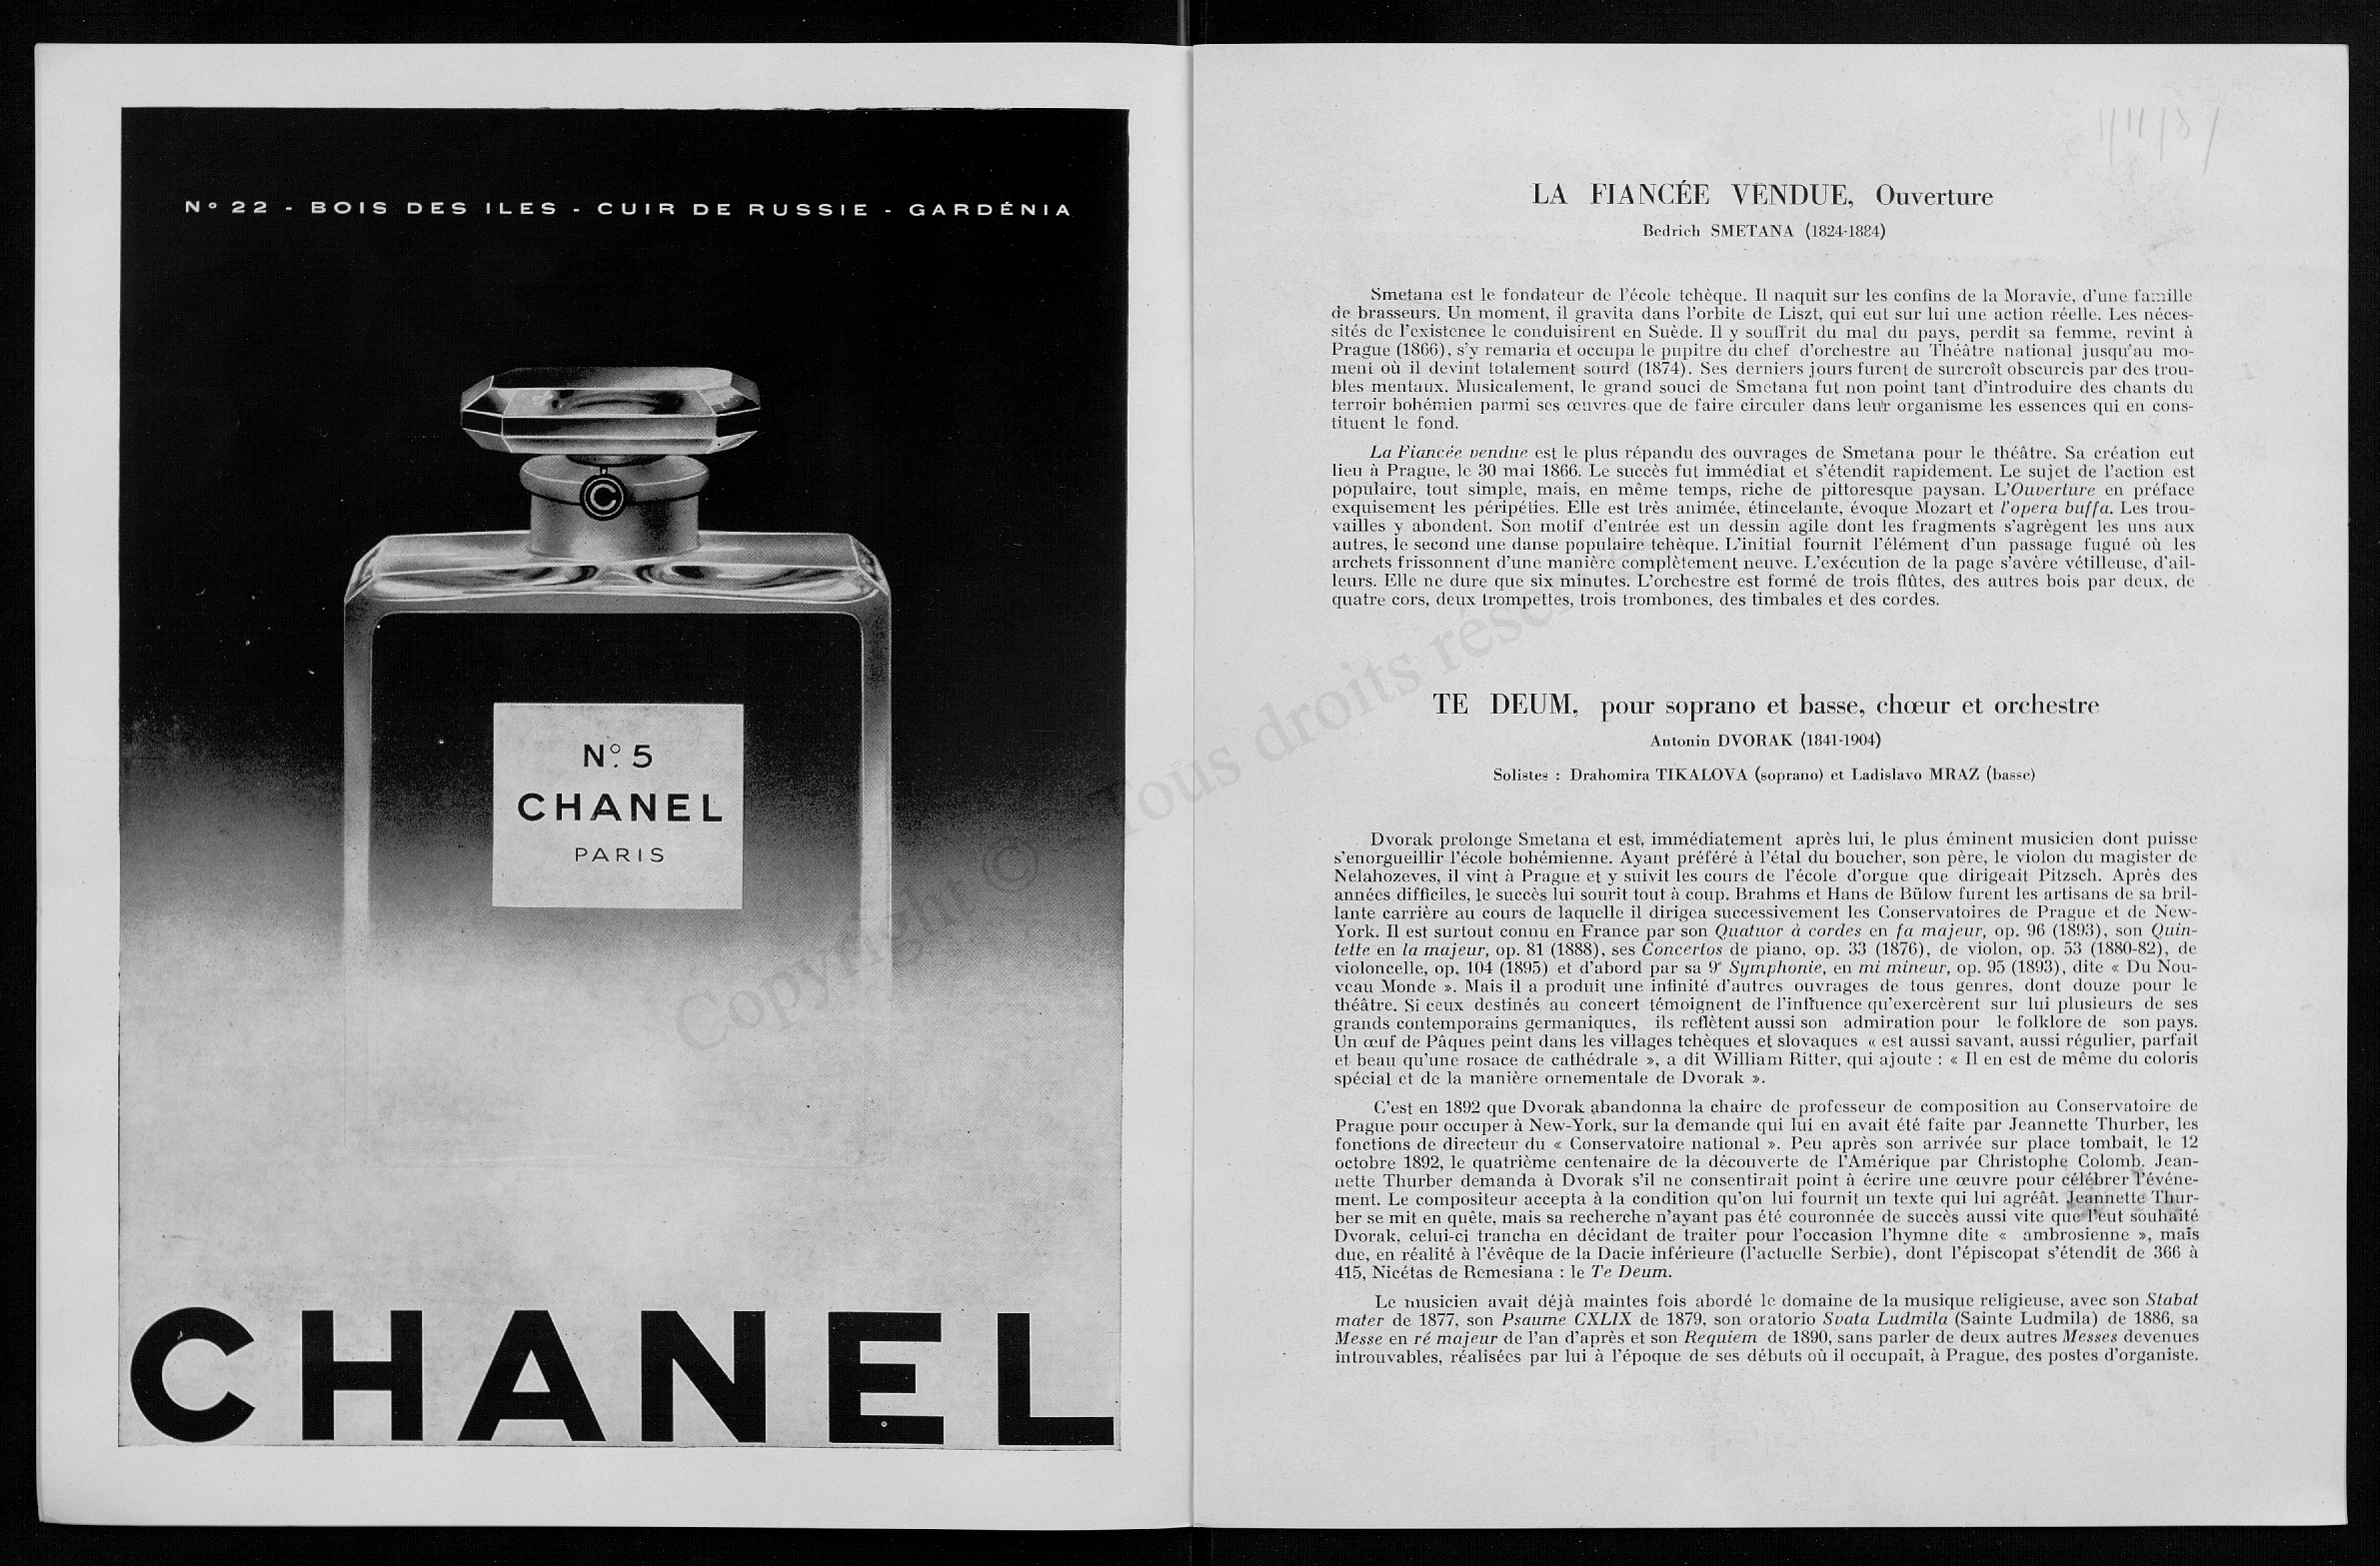 Nº 22 - BOIS DES ILES - CUIR DE RUSSIE - GARDÉNIA
Nº 5
CHANEL
PARIS
CHANEL
LA FIANCÉE VENDUE, Ouverture
Bedrich SMETANA (1824-1884)
Smetana est le fondateur de l'école tchèque. Il naquit sur les confins de la Moravie, d'une famille
de brasseurs. Un moment, il gravita dans l'orbite de Liszt, qui eut sur lui une action réelle. Les néces-
sités de l'existence le conduisirent en Suède. Il y souffrit du mal du pays, perdit sa femme, revint à
Prague (1866), s'y remaria et occupa le pupitre du chef d'orchestre au Théâtre national jusqu'au mo-
ment où il devint totalement sourd (1874). Ses derniers jours furent de surcroît obscurcis par des trou-
bles mentaux. Musicalement, le grand souci de Smetana fut non point tant d'introduire des chants du
terroir bohémien parmi ses œuvres que de faire circuler dans leur organisme les essences qui en cons-
tituent le fond.
La Fiancée vendue est le plus répandu des ouvrages de Smetana pour le théâtre. Sa création eut
lieu à Prague, le 30 mai 1866. Le succès fut immédiat et s'étendit rapidement. Le sujet de l'action est
populaire, tout simple, mais, en même temps, riche de pittoresque paysan. L'Ouverture en préface
exquisement les péripéties. Elle est très animée, étincelante, évoque Mozart et l'opera buffa. Les trou-
vailles y abondent. Son motif d'entrée est un dessin agile dont les fragments s'agrègent les uns aux
autres, le second une danse populaire tchèque. L'initial fournit l'élément d'un passage fugué où les
archets frissonnent d'une manière complètement neuve. L'exécution de la page s'avère vétilleuse, d'ail-
leurs. Elle ne dure que six minutes. L'orchestre est formé de trois flûtes, des autres bois par deux, de
quatre cors, deux trompettes, trois trombones, des timbales et des cordes.
TE DEUM, pour soprano et basse, chœur et orchestre
Antonin DVORAK (1841-1904)
Solistes : Drahomira TIKALOVA (soprano) et Ladislavo MRAZ (basse)
Dvorak prolonge Smetana et est, immédiatement après lui, le plus éminent musicien dont puisse
s'enorgueillir l'école bohémienne. Ayant préféré à l'étal du boucher, son père, le violon du magister de
Nelahozeves, il vint à Prague et y suivit les cours de l'école d'orgue que dirigeait Pitzsch. Après des
années difficiles, le succès lui sourit tout à coup. Brahms et Hans de Bülow furent les artisans de sa bril-
lante carrière au cours de laquelle il dirigea successivement les Conservatoires de Prague et de New-
York. Il est surtout connu en France par son Quatuor à cordes en fa majeur, op. 96 (1893), son Quin-
tette en la majeur, op. 81 (1888), ses Concertos de piano, op. 33 (1876), de violon, op. 53 (1880-82), de
violoncelle, op. 104 (1895) et d'abord par sa 9e Symphonie, en mi mineur, op. 95 (1893), dite « Du Nou-
veau Monde ». Mais il a produit une infinité d'autres ouvrages de tous genres, dont douze pour le
théâtre. Si ceux destinés au concert témoignent de l'influence qu'exercèrent sur lui plusieurs de ses
grands contemporains germaniques, ils reflètent aussi son admiration pour le folklore de son pays.
Un œuf de Pâques peint dans les villages tchèques et slovaques « est aussi savant, aussi régulier, parfait
et beau qu'une rosace de cathédrale », a dit William Ritter, qui ajoute : « Il en est de même du coloris
spécial et de la manière ornementale de Dvorak ».
C'est en 1892 que Dvorak abandonna la chaire de professeur de composition au Conservatoire de
Prague pour occuper à New-York, sur la demande qui lui en avait été faite par Jeannette Thurber, les
fonctions de directeur du « Conservatoire national ». Peu après son arrivée sur place tombait, le 12
octobre 1892, le quatrième centenaire de la découverte de l'Amérique par Christophe Colomb. Jean-
nette Thurber demanda à Dvorak s'il ne consentirait point à écrire une œuvre pour célébrer l'événe-
ment. Le compositeur accepta à la condition qu'on lui fournit un texte qui lui agréât. Jeannette Thur-
ber se mit en quête, mais sa recherche n'ayant pas été couronnée de succès aussi vite que l'eut souhaité
Dvorak, celui-ci trancha en décidant de traiter pour l'occasion l'hymne dite « ambrosienne », mais
due, en réalité à l'évêque de la Dacie inférieure (l'actuelle Serbie), dont l'épiscopat s'étendit de 366 à
415, Nicétas de Remesiana : le Te Deum.
Le musicien avait déjà maintes fois abordé le domaine de la musique religieuse, avec son Stabat
mater de 1877, son Psaume CXLIX de 1879, son oratorio Svata Ludmila (Sainte Ludmila) de 1886, sa
Messe en ré majeur de l'an d'après et son Requiem de 1890, sans parler de deux autres Messes devenues
introuvables, réalisées par lui à l'époque de ses débuts où il occupait, à Prague, des postes d'organiste.
Copyright © Tous droits